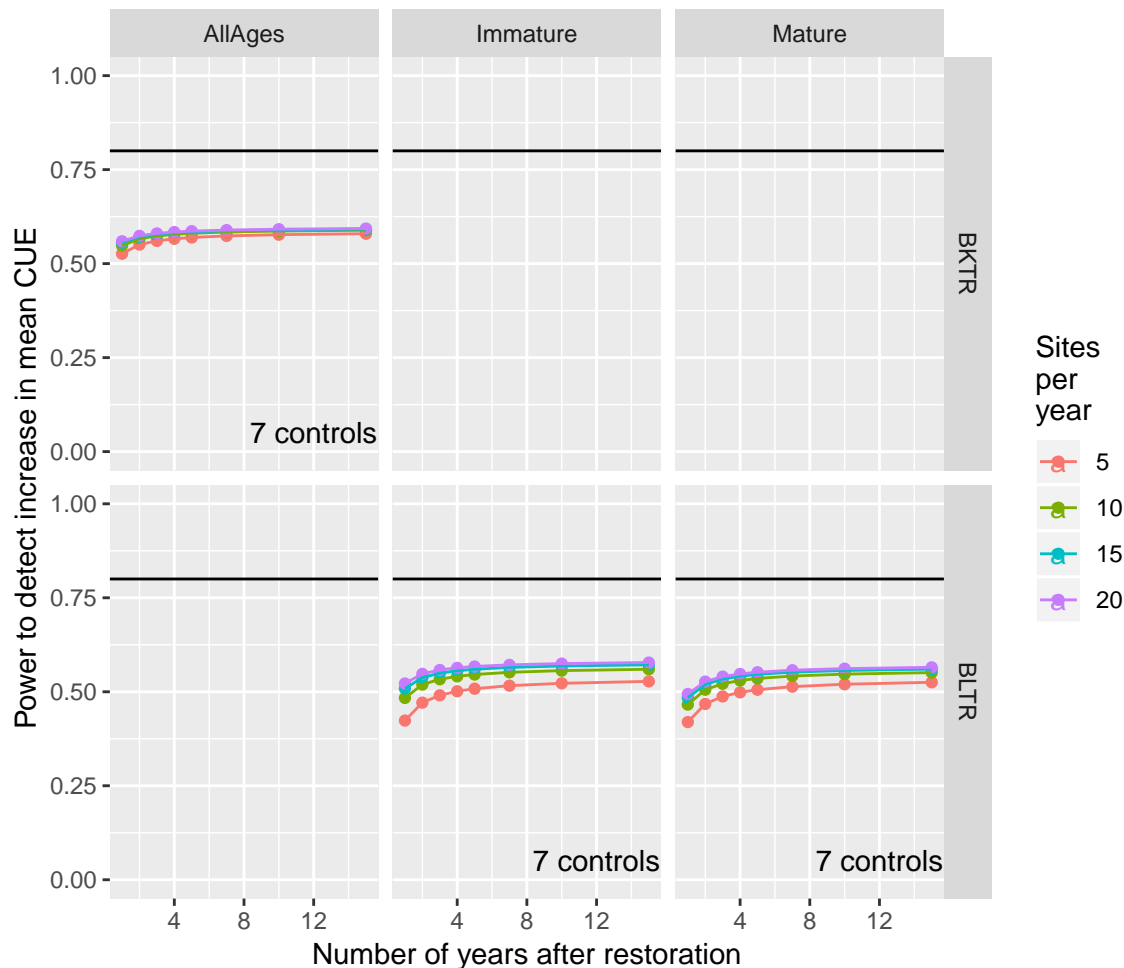 AllAges
Immature
Mature
1.00
0.75
0.50
0.25
0.00
7 controls
BKTR
1.00
0.75
0.50
0.25
0.00
7 controls
7 controls
BLTR
4
8
12
4
8
12
4
8
12
Number of years after restoration
Power to detect increase in mean CUE
Sites
per
year
a 5
a 10
a 15
a 20